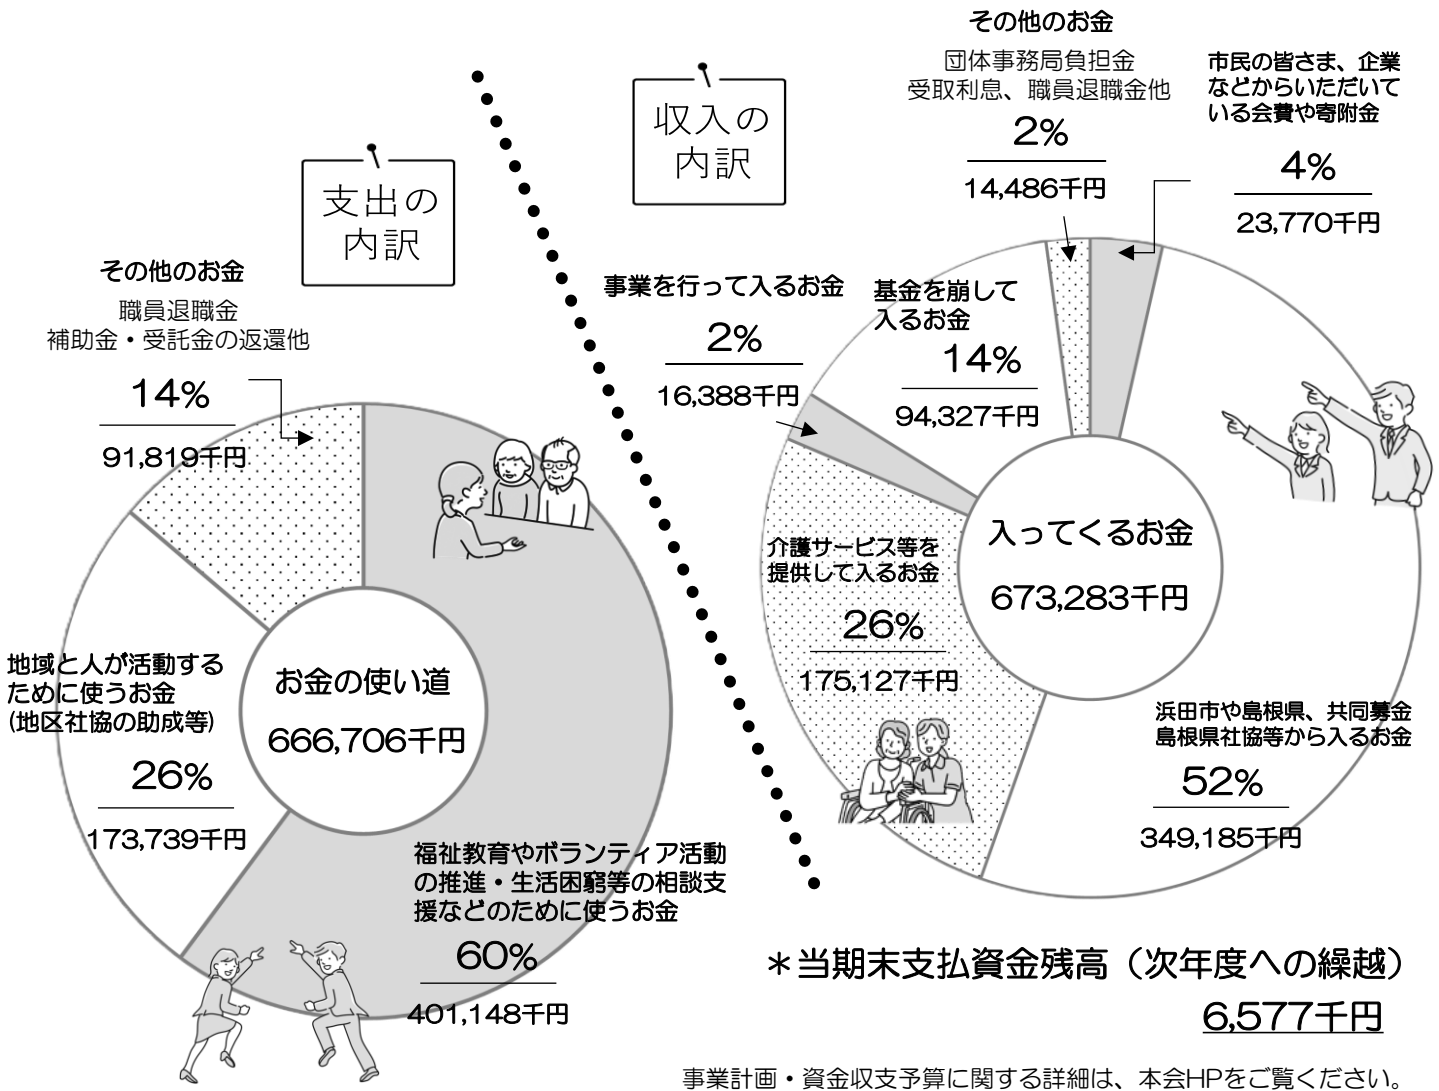 支出の
内訳
その他のお金
職員退職金
補助金・受託金の返還他
14%
91,819千円
地域と人が活動する
ために使うお金
(地区社協の助成等)
26%
173,739千円
お金の使い道
666,706千円
福祉教育やボランティア活動
の推進・生活困窮等の相談支
援などのために使うお金
60%
401,148千円
収入の
内訳
その他のお金
団体事務局負担金
受取利息、職員退職金他
2%
14,486千円
市民の皆さま、企業
などからいただいて
いる会費や寄附金
4%
23,770千円
事業を行って入るお金
2%
16,388千円
基金を崩して
入るお金
14%
94,327千円
介護サービス等を
提供して入るお金
26%
175,127千円
入ってくるお金
673,283千円
浜田市や島根県、共同募金
島根県社協等から入るお金
52%
349,185千円
＊当期末支払資金残高（次年度への繰越）
6,577千円
事業計画・資金収支予算に関する詳細は、本会HPをご覧ください。